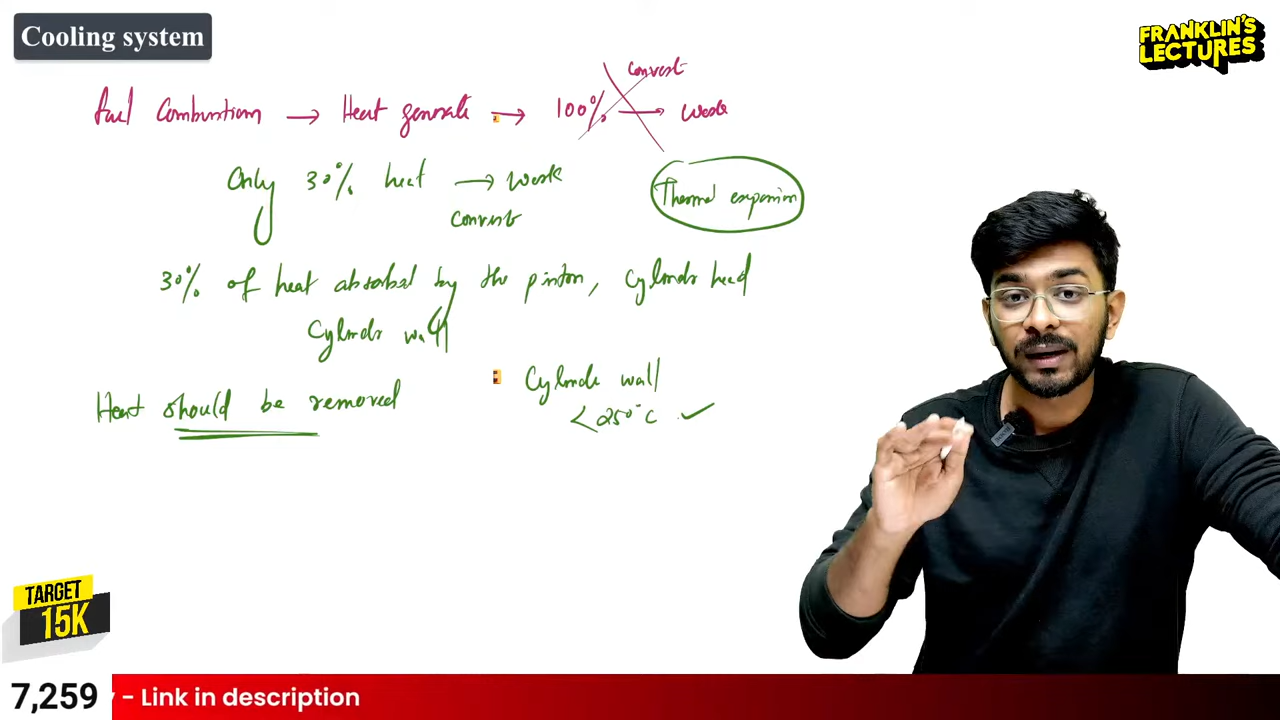 Cooling system
FRANKLIN'S
LECTURES
convert
Fuel Combustion → Heat generate → 100% → work
Only 30% heat → work
convert
Thermal expansion
30% of heat absorbed by the piston, Cylinder head
Cylinder wall
Heat should be removed
Cylinder wall
<250°C ✓
TARGET
15K
7,259
- Link in description